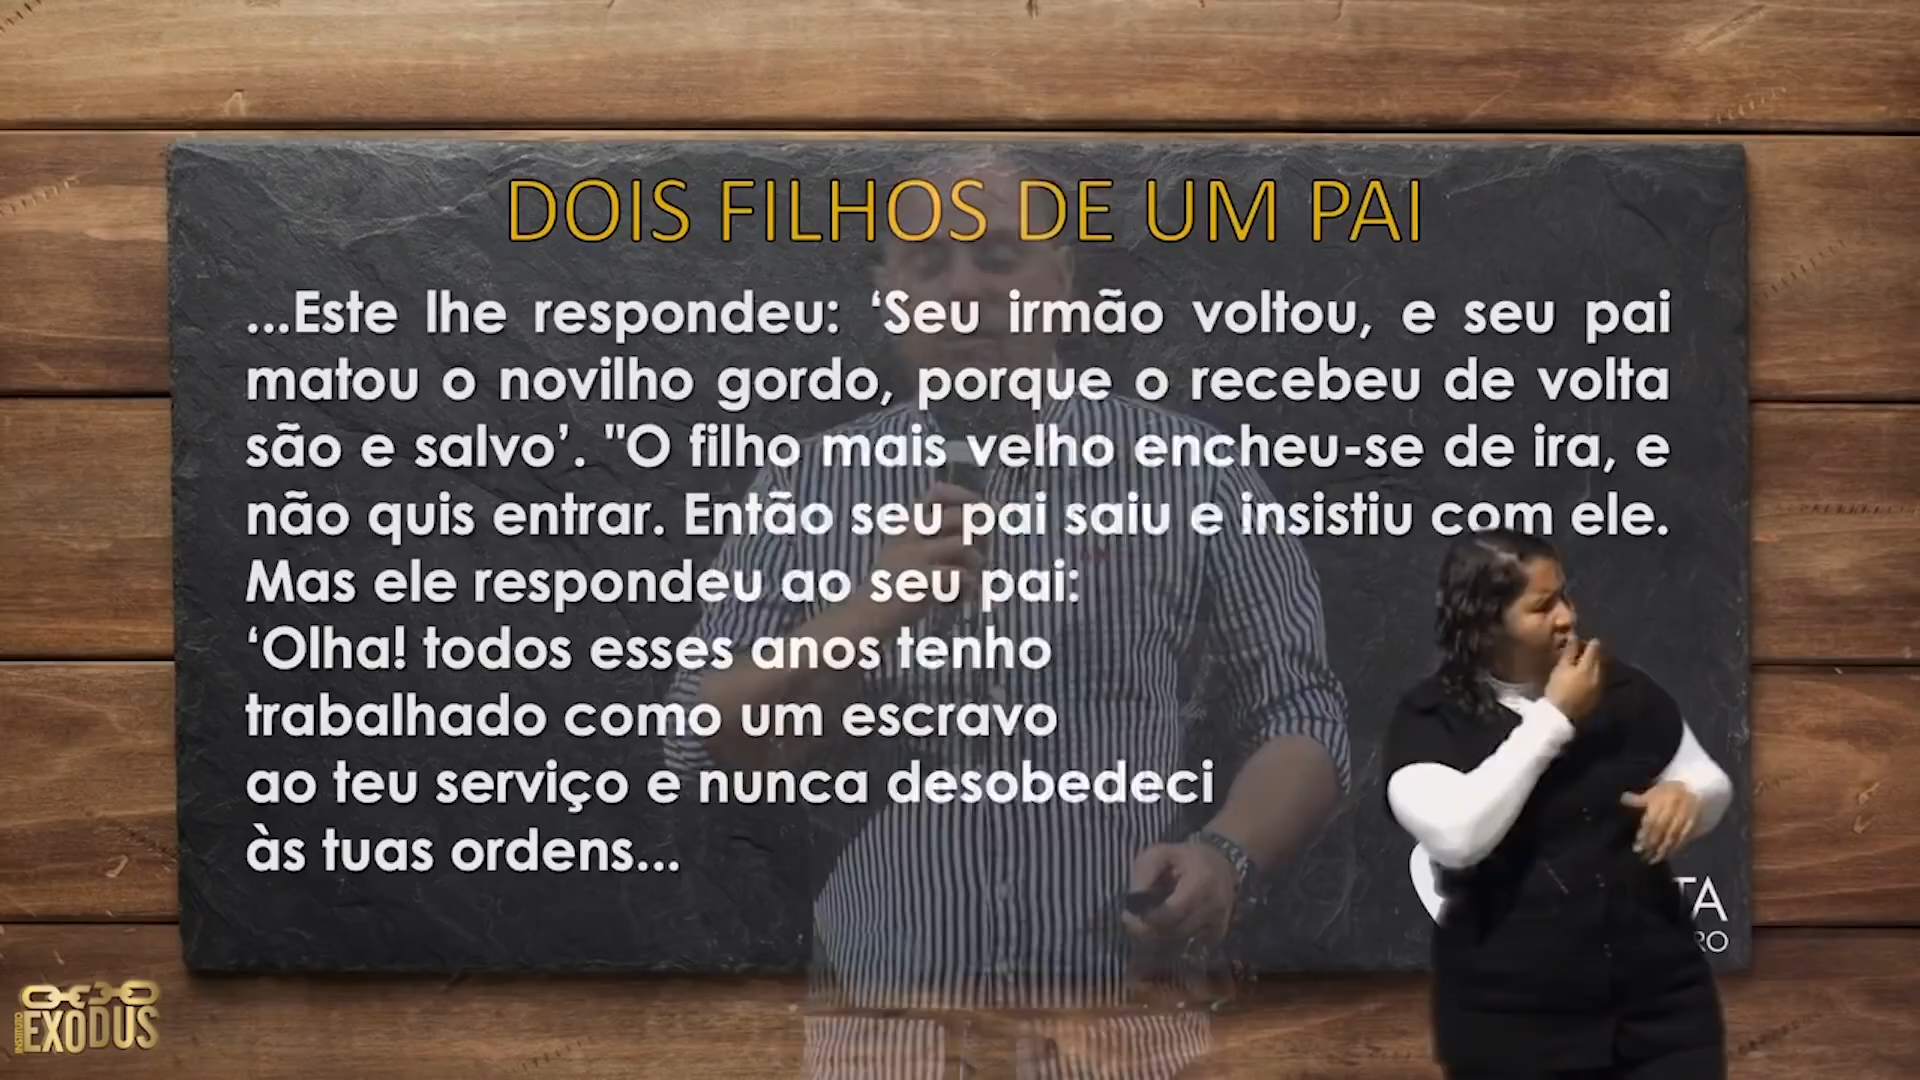 DOIS FILHOS DE UM PAI
...Este lhe respondeu: ‘Seu irmão voltou, e seu pai
matou o novilho gordo, porque o recebeu de volta
são e salvo’. "O filho mais velho encheu-se de ira, e
não quis entrar. Então seu pai saiu e insistiu com ele.
Mas ele respondeu ao seu pai:
‘Olha! todos esses anos tenho
trabalhado como um escravo
ao teu serviço e nunca desobedeci
às tuas ordens...
TA
RO
INSTITUTO
EXODUS